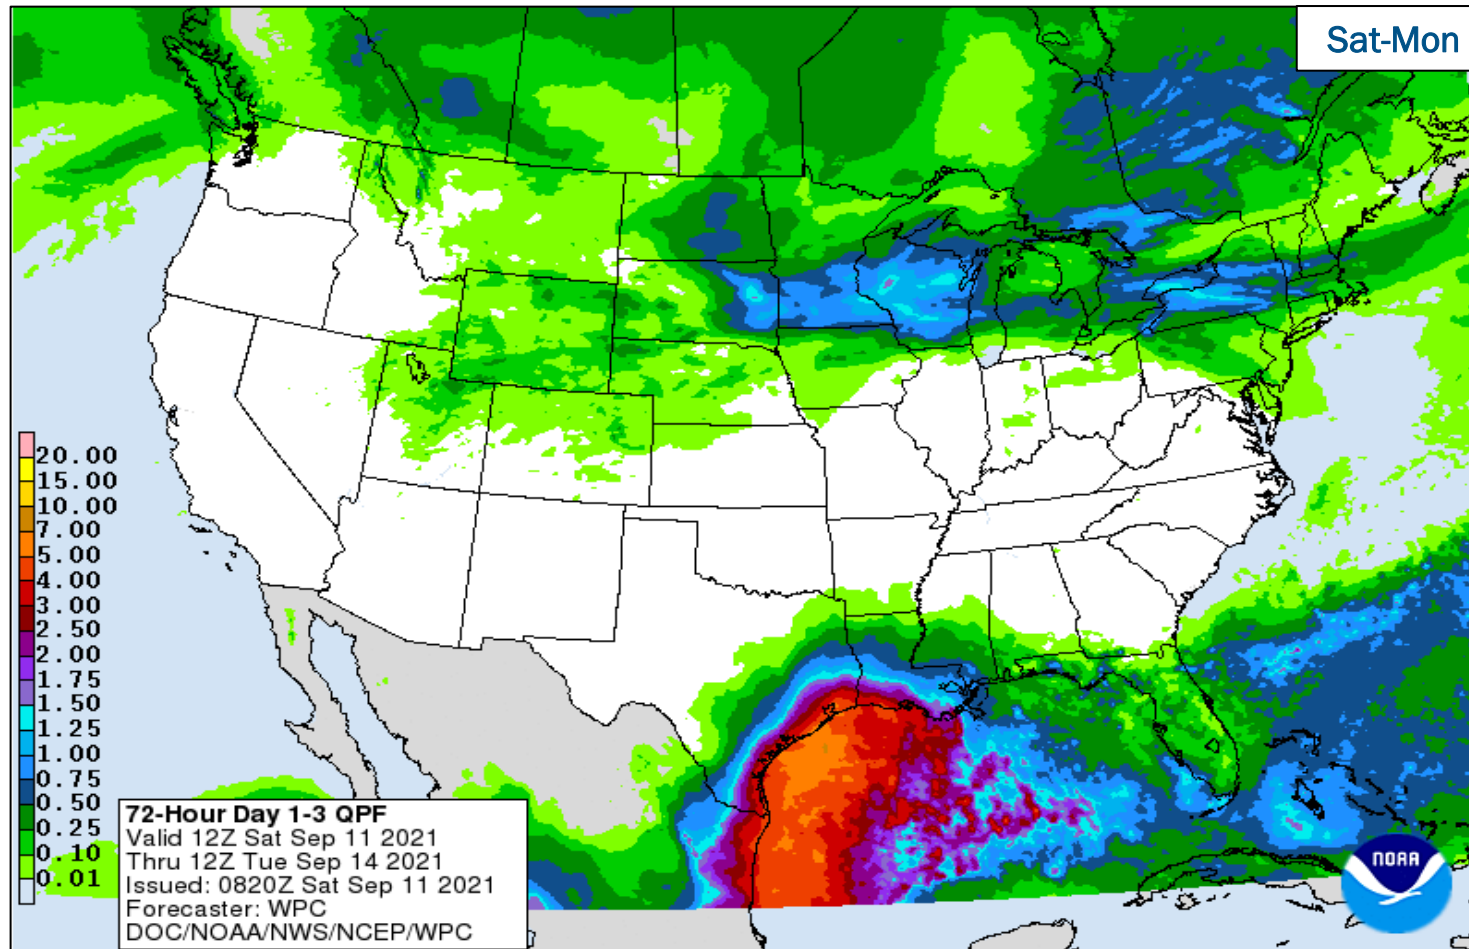 Sat-Mon
20.00
15.00
10.00
7.00
5.00
4.00
3.00
2.50
2.00
1.75
1.50
1.25
1.00
0.75
0.50
0.25
0.10
0.01
72-Hour Day 1-3 QPF
Valid 12Z Sat Sep 11 2021
Thru 12Z Tue Sep 14 2021
Issued: 0820Z Sat Sep 11 2021
Forecaster: WPC
DOC/NOAA/NWS/NCEP/WPC
NOAA